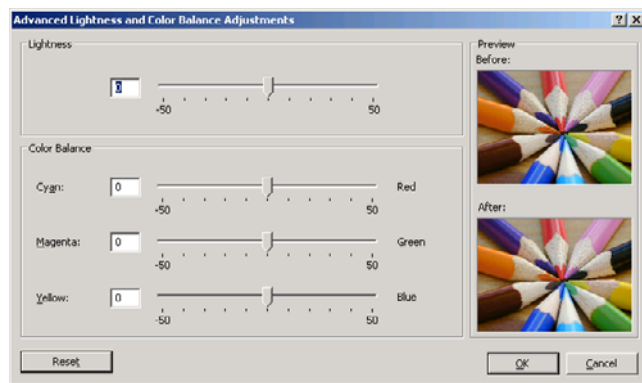 Advanced Lightness and Color Balance Adjustments
Lightness
0
-50 50
Color Balance
Cyan: 0 Red
-50 50
Magenta: 0 Green
-50 50
Yellow: 0 Blue
-50 50
Preview
Before:
After:
Reset OK Cancel